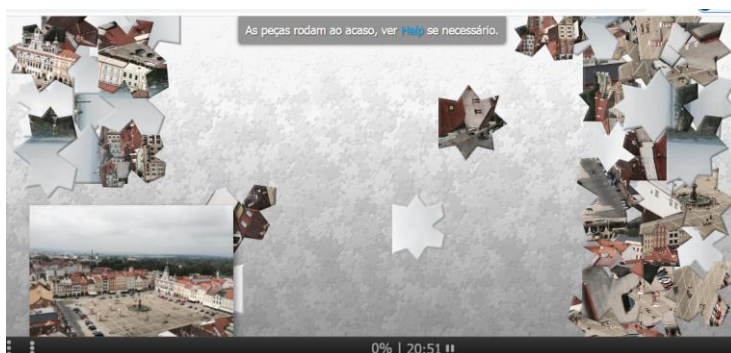 As peças rodam ao acaso, ver Help se necessário.
0% | 20:51